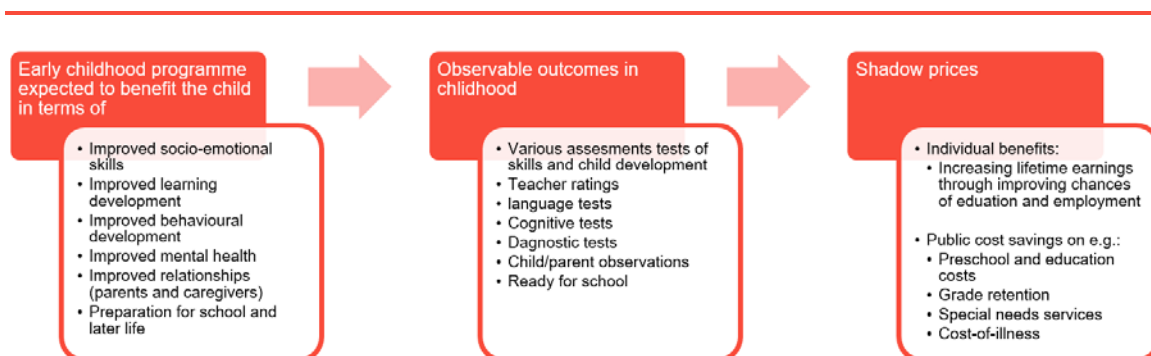 Early childhood programme
expected to benefit the child
in terms of
• Improved socio-emotional
skills
• Improved learning
development
• Improved behavioural
development
• Improved mental health
• Improved relationships
(parents and caregivers)
• Preparation for school and
later life
Observable outcomes in
chlidhood
• Various assesments tests of
skills and child development
• Teacher ratings
• language tests
• Cognitive tests
• Dagnostic tests
• Child/parent observations
• Ready for school
Shadow prices
• Individual benefits:
• Increasing lifetime earnings
through improving chances
of eduation and employment
• Public cost savings on e.g.:
• Preschool and education
costs
• Grade retention
• Special needs services
• Cost-of-illness